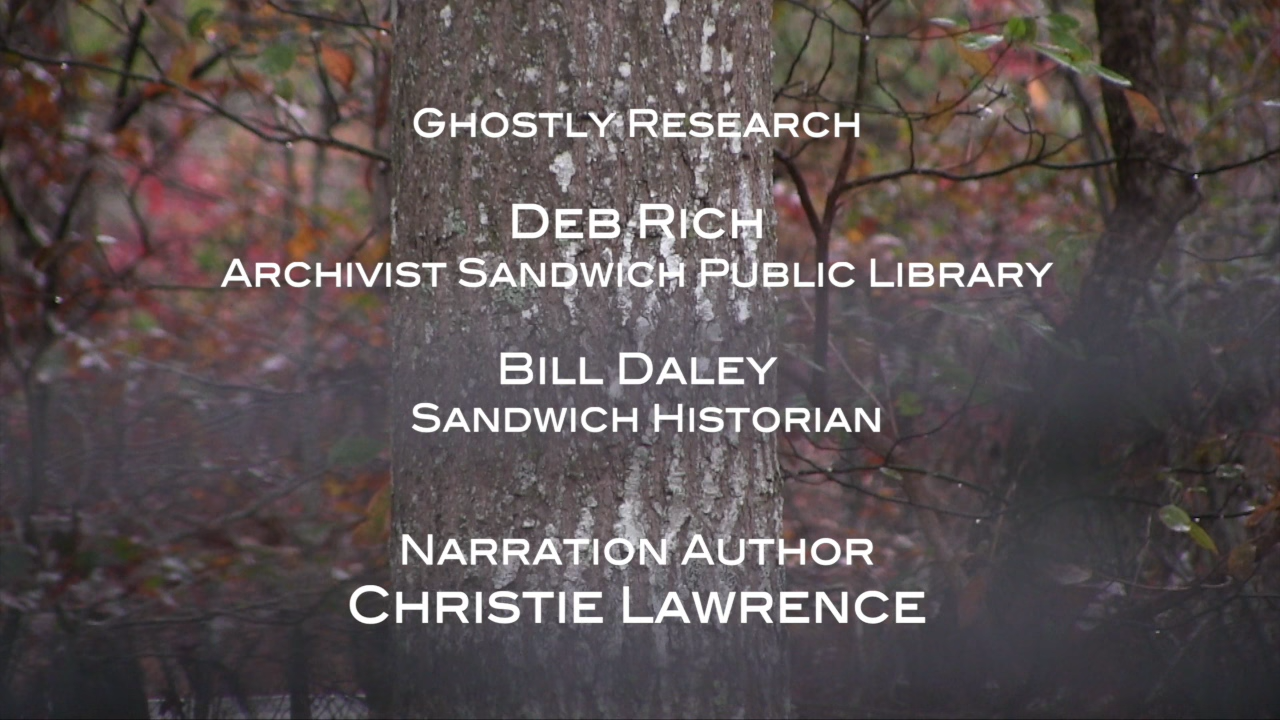 Ghostly Research
Deb Rich
Archivist Sandwich Public Library
Bill Daley
Sandwich Historian
Narration Author
Christie Lawrence